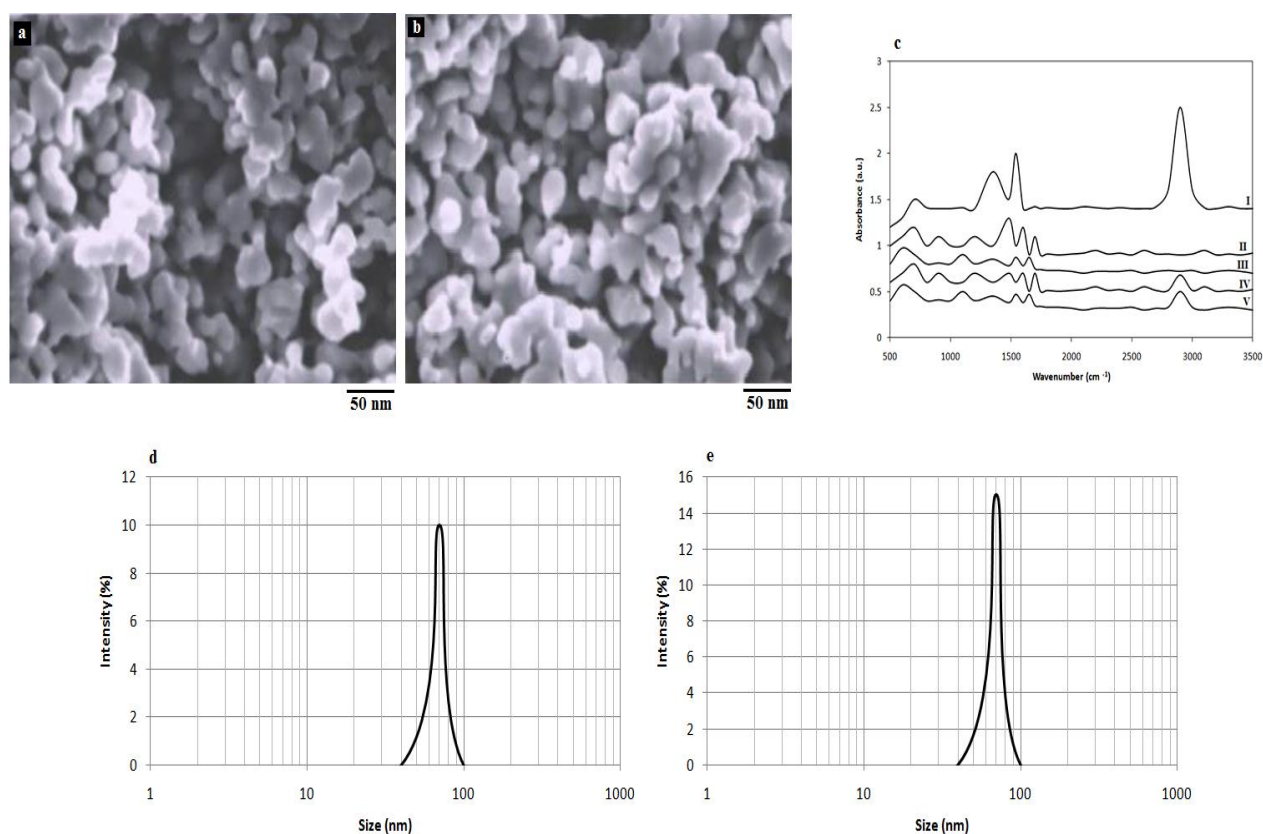 a
50 nm
b
50 nm
c
3
2.5
2
1.5
1
0.5
0
Absorbance (a.u.)
I
II
III
IV
V
500 1000 1500 2000 2500 3000 3500
Wavenumber (cm -1)
d
12
10
8
6
4
2
0
Intensity (%)
1 10 100 1000
Size (nm)
e
16
14
12
10
8
6
4
2
0
Intensity (%)
1 10 100 1000
Size (nm)